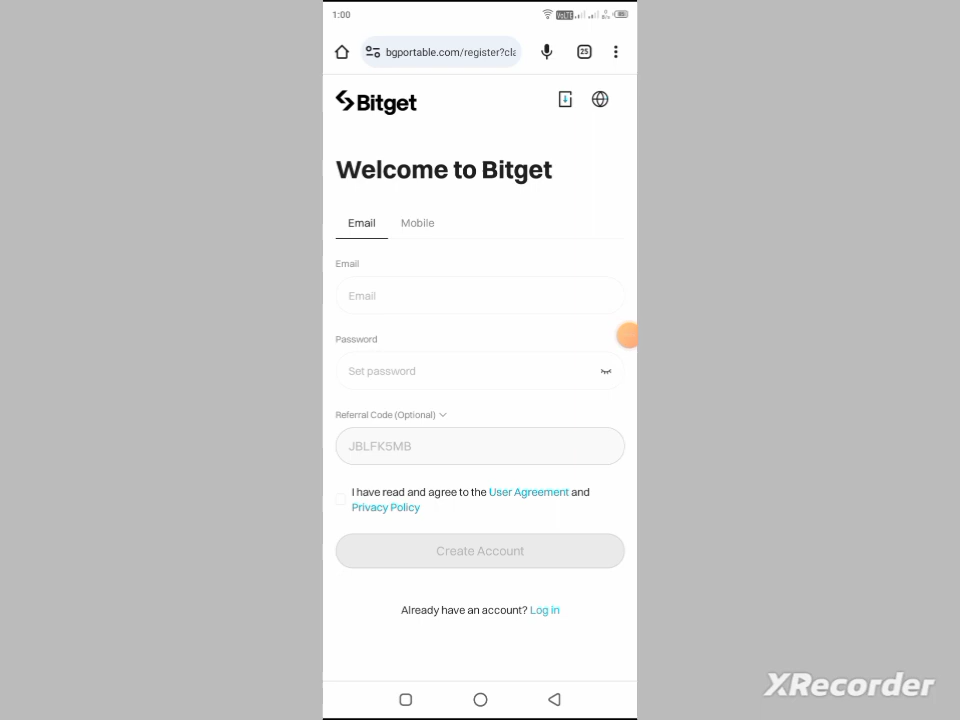 1:00
VoLTE
bgportable.com/register?cla
25
Bitget
Welcome to Bitget
Email Mobile
Email
Email
Password
Set password
Referral Code (Optional)
JBLFK5MB
I have read and agree to the User Agreement and
Privacy Policy
Create Account
Already have an account? Log in
XRecorder